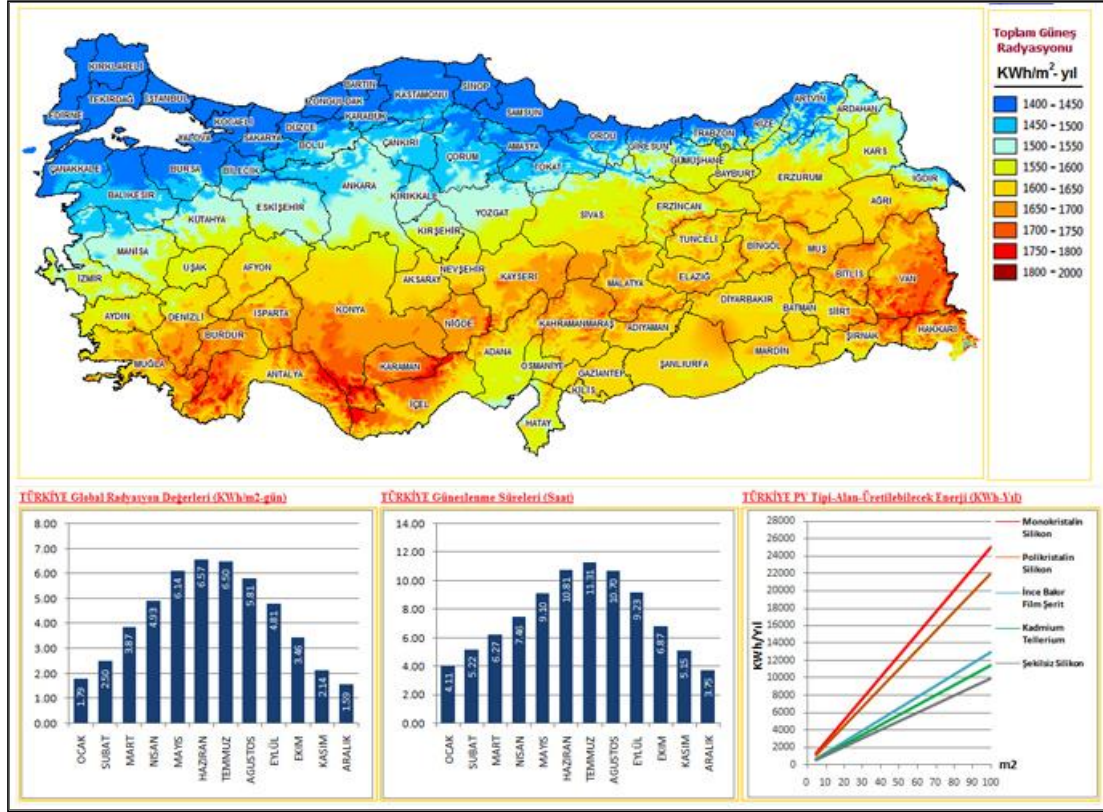 KIRKLARELİ
TEKİRDAĞ
İSTANBUL
EDİRNE
KOCAELİ
YALOVA
SAKARYA
DÜZCE
ZONGULDAK
BARTIN
KARABÜK
KASTAMONU
SİNOP
SAMSUN
ORDU
GİRESUN
TRABZON
RİZE
ARTVİN
ARDAHAN
ÇANAKKALE
BALIKESİR
BURSA
BİLECİK
BOLU
ÇANKIRI
ÇORUM
AMASYA
TOKAT
GÜMÜŞHANE
BAYBURT
ERZURUM
KARS
IĞDIR
AĞRI
KÜTAHYA
ESKİŞEHİR
ANKARA
KIRIKKALE
YOZGAT
SİVAS
ERZİNCAN
TUNCELİ
BİNGÖL
MUŞ
MANİSA
İZMİR
UŞAK
AFYON
KIRŞEHİR
NEVŞEHİR
AKSARAY
KAYSERİ
MALATYA
ELAZIĞ
BİTLİS
VAN
AYDIN
DENİZLİ
ISPARTA
BURDUR
KONYA
NİĞDE
KAHRAMANMARAŞ
ADIYAMAN
DİYARBAKIR
BATMAN
SİİRT
ŞIRNAK
HAKKARİ
MUĞLA
ANTALYA
KARAMAN
İÇEL
ADANA
OSMANİYE
GAZİANTEP
KİLİS
HATAY
ŞANLIURFA
MARDİN
Toplam Güneş
Radyasyonu
KWh/m²- yıl
1400 - 1450
1450 - 1500
1500 - 1550
1550 - 1600
1600 - 1650
1650 - 1700
1700 - 1750
1750 - 1800
1800 - 2000
TÜRKİYE Global Radyasyon Değerleri (KWh/m2-gün)
8.00
7.00
6.00
5.00
4.00
3.00
2.00
1.00
0.00
1.79
2.50
3.87
4.93
6.14
6.57
6.50
5.81
4.81
3.46
2.14
1.59
OCAK
SUBAT
MART
NİSAN
MAYIS
HAZIRAN
TEMMUZ
AGUSTOS
EYLÜL
EKIM
KASIM
ARALIK
TÜRKİYE Güneşlenme Süreleri (Saat)
14.00
12.00
10.00
8.00
6.00
4.00
2.00
0.00
4.11
5.22
6.27
7.46
9.10
10.81
11.31
10.70
9.23
6.87
5.15
3.75
OCAK
SUBAT
MART
NISAN
MAYIS
HAZIRAN
TEMMUZ
AGUSTOS
EYLÜL
EKIM
KASIM
ARALIK
TÜRKİYE PV Tipi-Alan-Üretilebilecek Enerji (KWh-Yıl)
KWh/Yıl
28000
26000
24000
22000
20000
18000
16000
14000
12000
10000
8000
6000
4000
2000
0
0 10 20 30 40 50 60 70 80 90 100
m2
Monokristalin
Silikon
Polikristalin
Silikon
İnce Bakır
Film Şerit
Kadmium
Tellerium
Şekilsiz Silikon